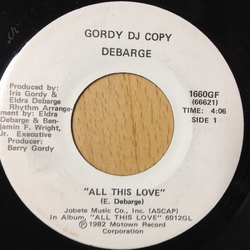 GORDY DJ COPY
DEBARGE
Produced by:
Iris Gordy &
Eldra Debarge
Rhythm Arrange-
ment by: Eldra
Debarge & Ben-
jamin F. Wright,
Jr. Executive
Producer:
Berry Gordy
1660GF
(66621)
TIME: 4:06
SIDE 1
"ALL THIS LOVE"
(E. Debarge)
Jobete Music Co., Inc. (ASCAP)
In Album, "ALL THIS LOVE" 6012GL
℗1982 Motown Record
Corporation